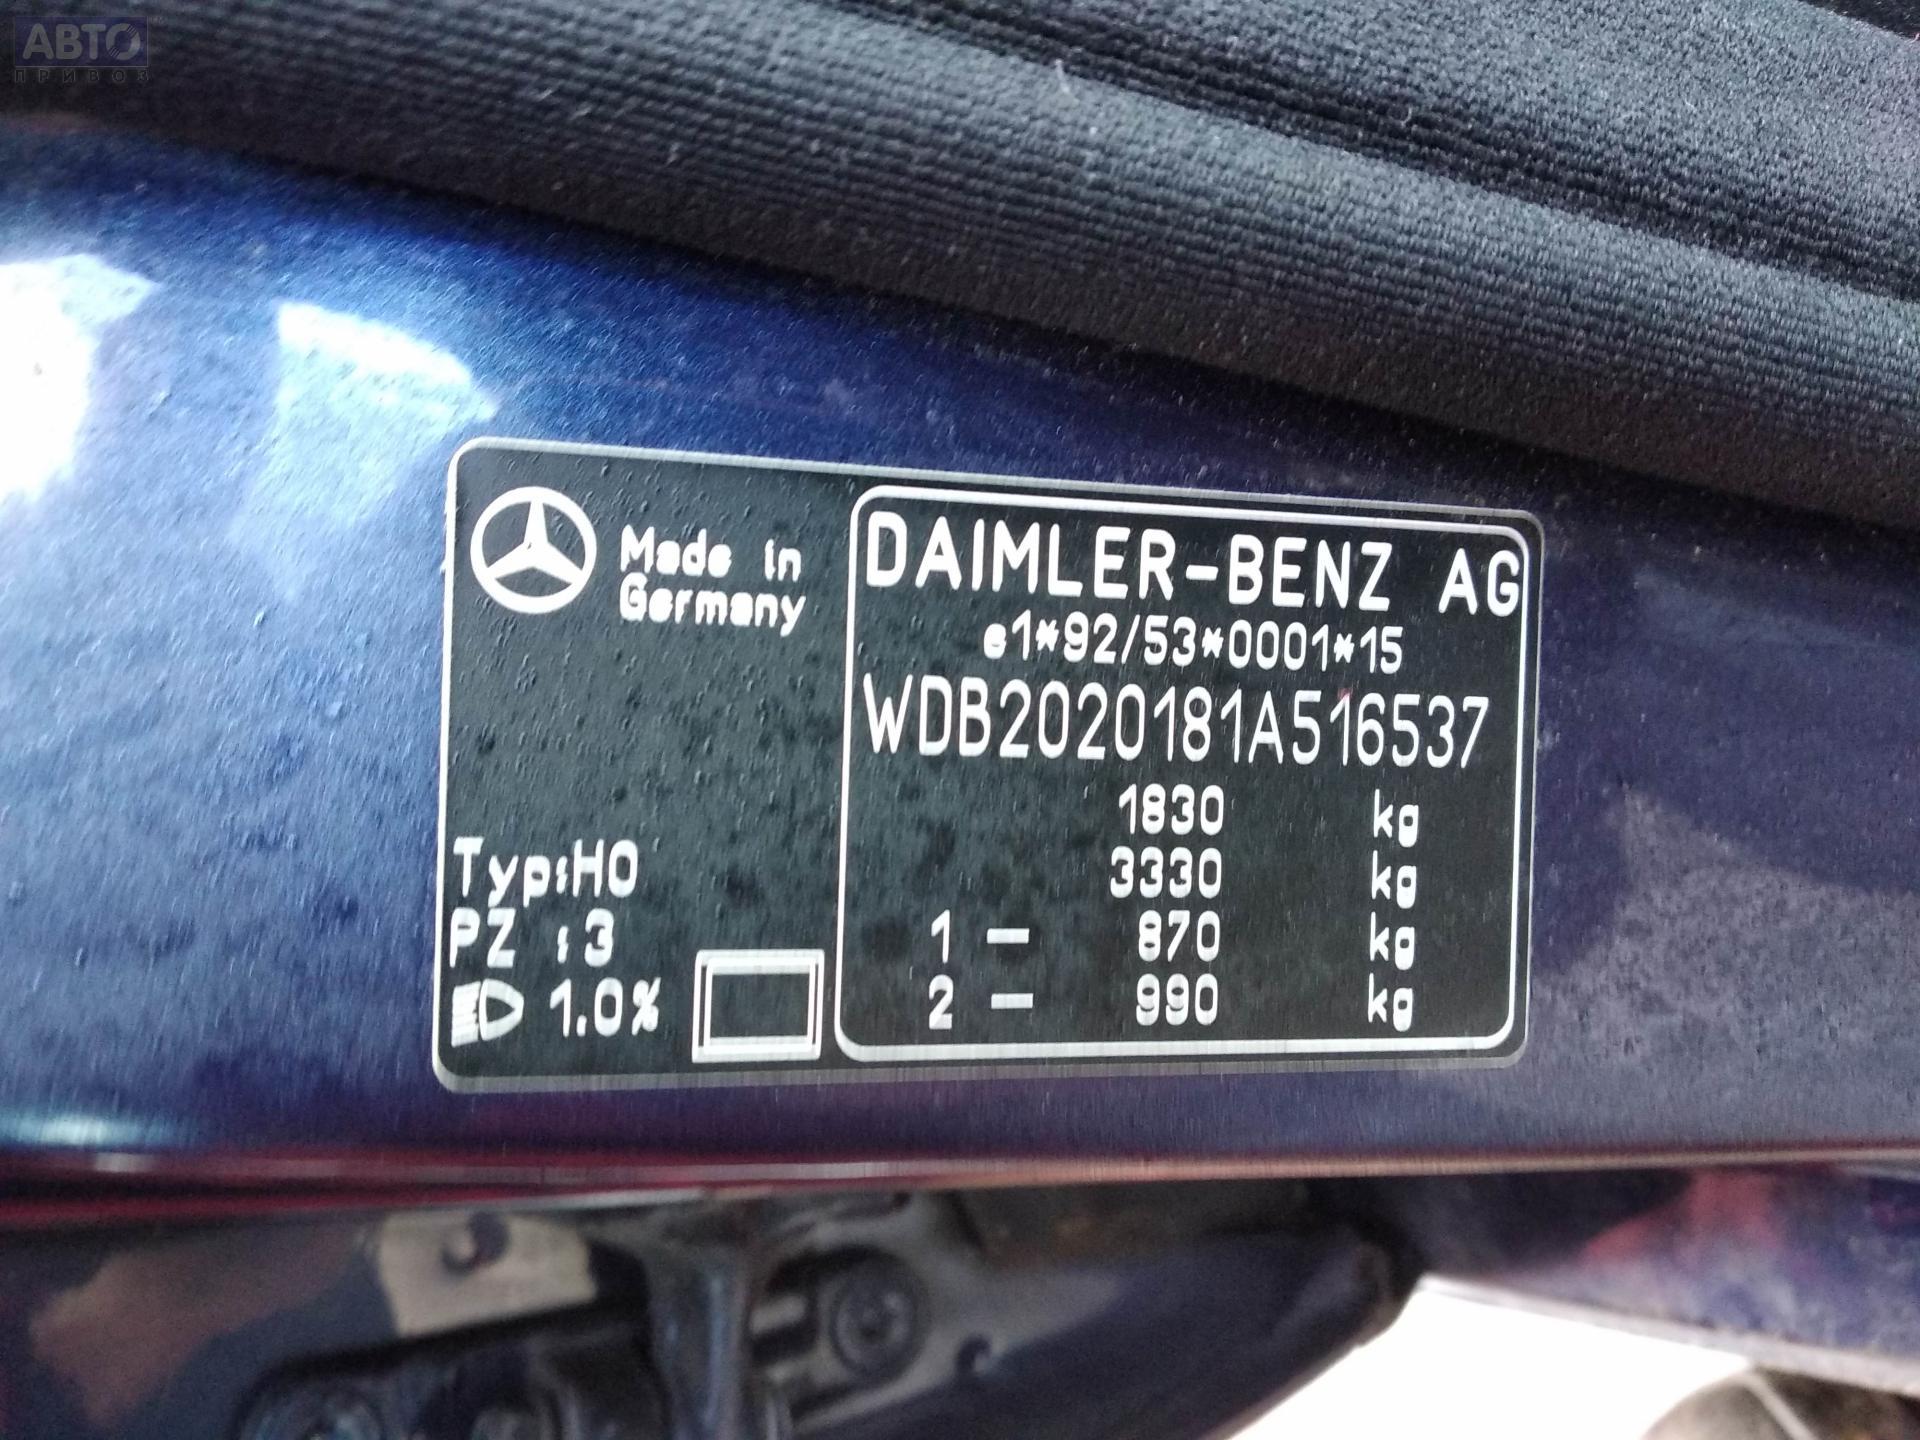 АВТО
ПРИВОЗ
Made in
Germany
DAIMLER-BENZ AG
e1*92/53*0001*15
WDB2020181A516537
1830 kg
3330 kg
1 - 870 kg
2 - 990 kg
Typ:H0
PZ :3
1.0%